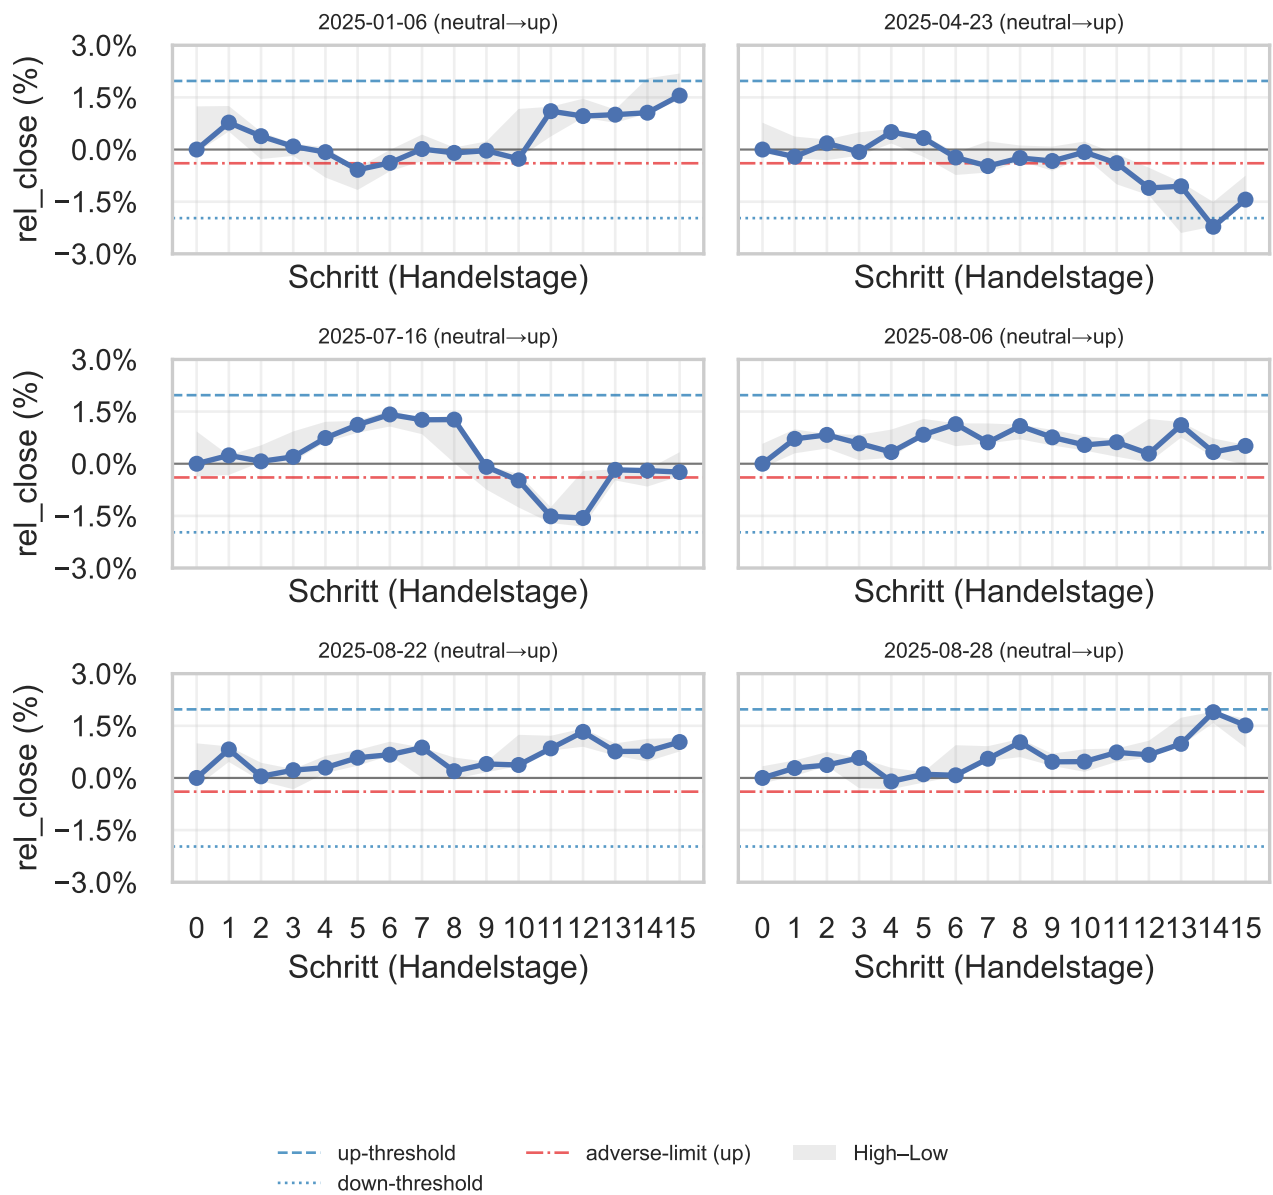 2025-01-06 (neutral→up)
2025-04-23 (neutral→up)
rel_close (%)
3.0%
1.5%
0.0%
−1.5%
−3.0%
Schritt (Handelstage)
Schritt (Handelstage)
2025-07-16 (neutral→up)
2025-08-06 (neutral→up)
rel_close (%)
3.0%
1.5%
0.0%
−1.5%
−3.0%
Schritt (Handelstage)
Schritt (Handelstage)
2025-08-22 (neutral→up)
2025-08-28 (neutral→up)
rel_close (%)
3.0%
1.5%
0.0%
−1.5%
−3.0%
0 1 2 3 4 5 6 7 8 9 10 11 12 13 14 15
0 1 2 3 4 5 6 7 8 9 10 11 12 13 14 15
Schritt (Handelstage)
Schritt (Handelstage)
up-threshold
adverse-limit (up)
High–Low
down-threshold